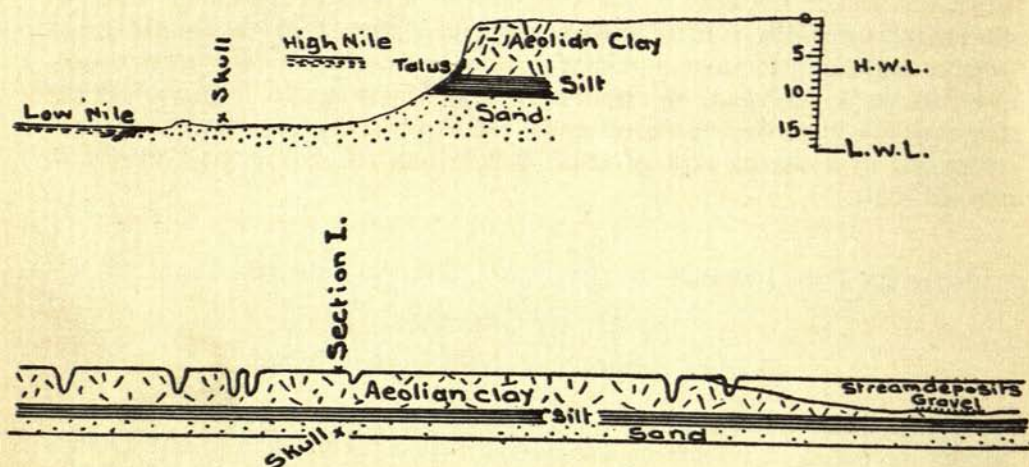 Skull
High Nile
Aeolian Clay
Talus
Silt
Sand
Low Nile
0
5
H.W.L.
10
15
L.W.L.
Section I.
Aeolian clay
Stream deposits
Gravel
Silt
Sand
Skull